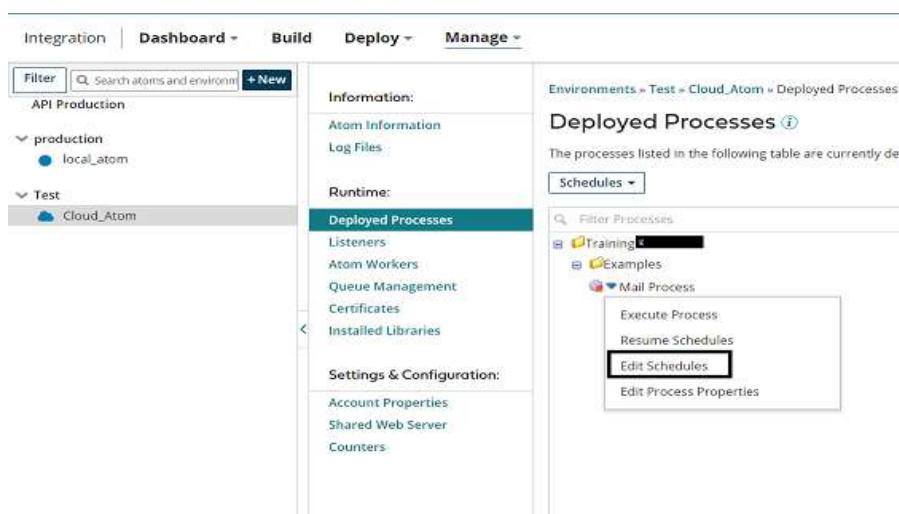 Integration Dashboard Build Deploy Manage
Filter Search atoms and environm +New
API Production
production
local_atom
Test
Cloud_Atom
Information:
Atom Information
Log Files
Runtime:
Deployed Processes
Listeners
Atom Workers
Queue Management
Certificates
Installed Libraries
Settings & Configuration:
Account Properties
Shared Web Server
Counters
Environments » Test » Cloud_Atom » Deployed Processes
Deployed Processes
The processes listed in the following table are currently de
Schedules
Filter Processes
Training
Examples
Mail Process
Execute Process
Resume Schedules
Edit Schedules
Edit Process Properties